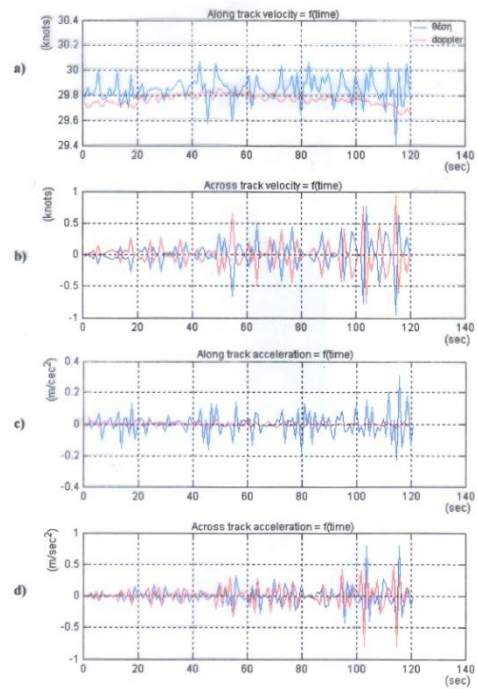 Along track velocity = f(time)
(knots)
θέση
doppler
a)
30.4
30.2
30
29.8
29.6
29.4
0 20 40 60 80 100 120 140
(sec)
Across track velocity = f(time)
(knots)
b)
1
0.5
0
-0.5
-1
0 20 40 60 80 100 120 140
(sec)
Along track acceleration = f(time)
(m/cec²)
c)
0.4
0.2
0
-0.2
-0.4
0 20 40 60 80 100 120 140
(sec)
Across track acceleration = f(time)
(m/sec²)
d)
1
0.5
0
-0.5
-1
0 20 40 60 80 100 120 140
(sec)